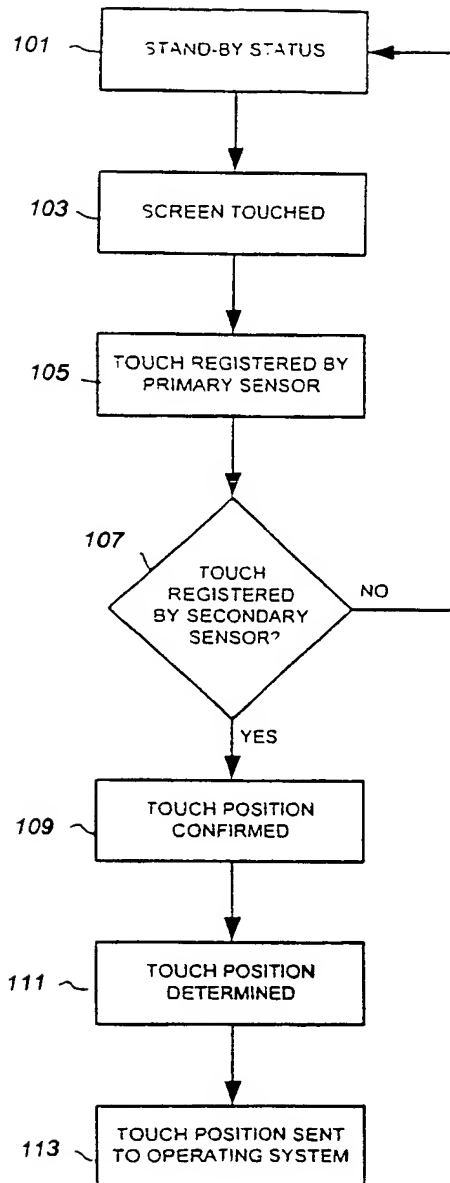 101
STAND-BY STATUS
103
SCREEN TOUCHED
105
TOUCH REGISTERED BY
PRIMARY SENSOR
107
TOUCH
REGISTERED
BY SECONDARY
SENSOR?
NO
YES
109
TOUCH POSITION
CONFIRMED
111
TOUCH POSITION
DETERMINED
113
TOUCH POSITION SENT
TO OPERATING SYSTEM